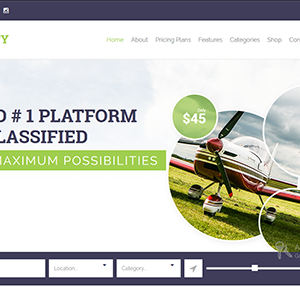 Y
Home About Pricing Plans Features Categories Shop Con
D # 1 PLATFORM
LASSIFIED
MAXIMUM POSSIBILITIES
Only
$45
Location...
Category...